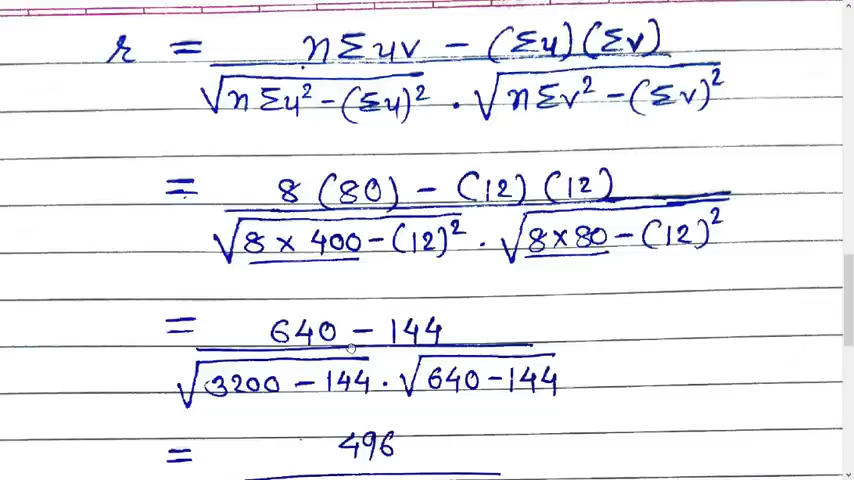 r = nΣuv - (Σu)(Σv)
√nΣu² - (Σu)² · √nΣv² - (Σv)²
= 8 (80) - (12) (12)
√8 × 400 - (12)² · √8 × 80 - (12)²
= 640 - 144
√3200 - 144 · √640 - 144
= 496